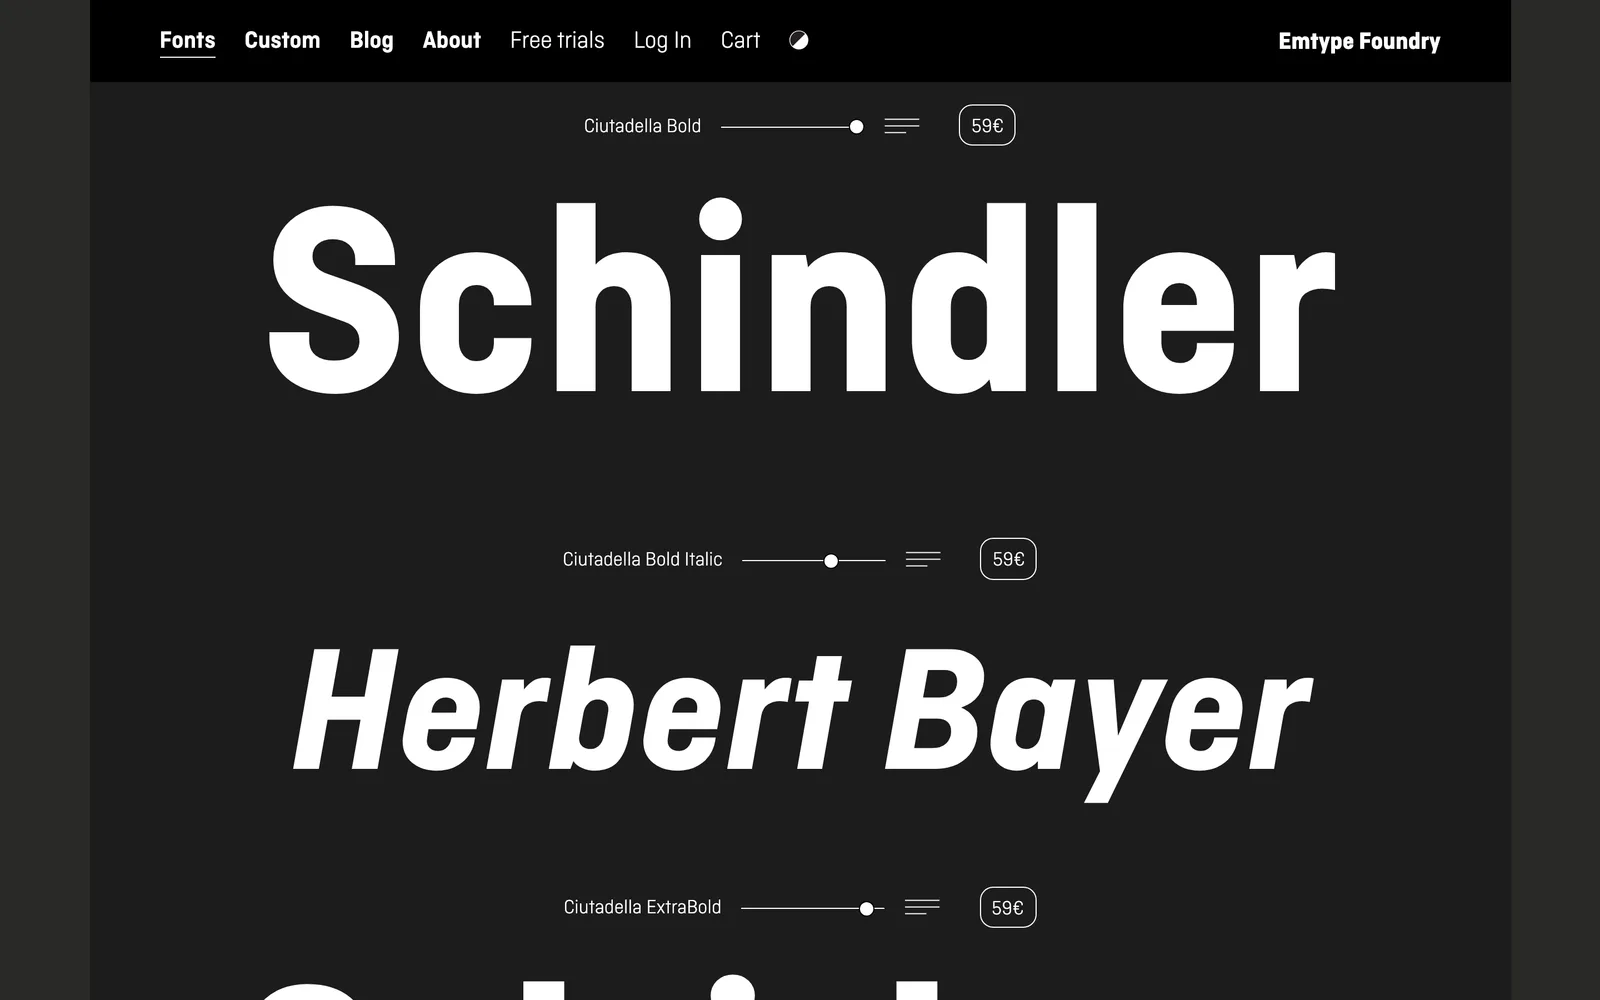 Fonts Custom Blog About Free trials Log In Cart Emtype Foundry
Ciutadella Bold 59€
Schindler
Ciutadella Bold Italic 59€
Herbert Bayer
Ciutadella ExtraBold 59€